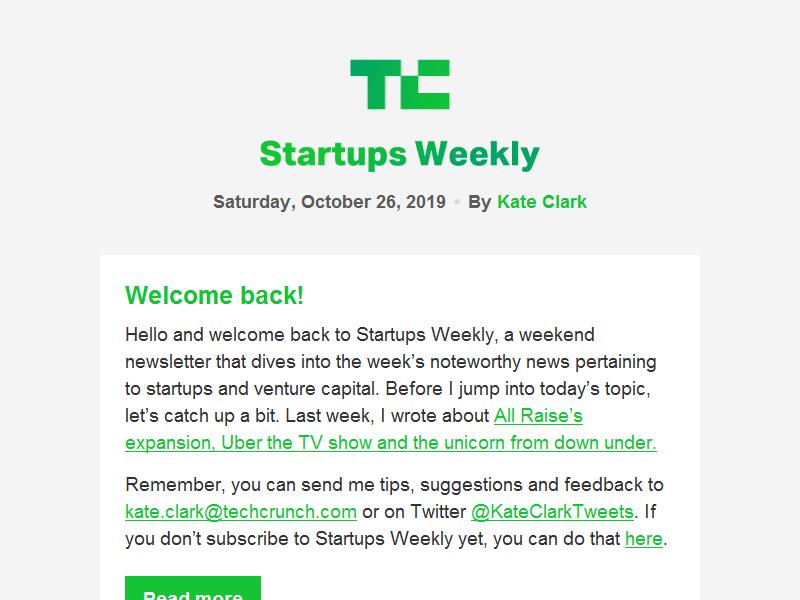 TC
Startups Weekly
Saturday, October 26, 2019 • By Kate Clark
Welcome back!
Hello and welcome back to Startups Weekly, a weekend
newsletter that dives into the week’s noteworthy news pertaining
to startups and venture capital. Before I jump into today’s topic,
let’s catch up a bit. Last week, I wrote about All Raise’s
expansion, Uber the TV show and the unicorn from down under.
Remember, you can send me tips, suggestions and feedback to
kate.clark@techcrunch.com or on Twitter @KateClarkTweets. If
you don’t subscribe to Startups Weekly yet, you can do that here.
Read more